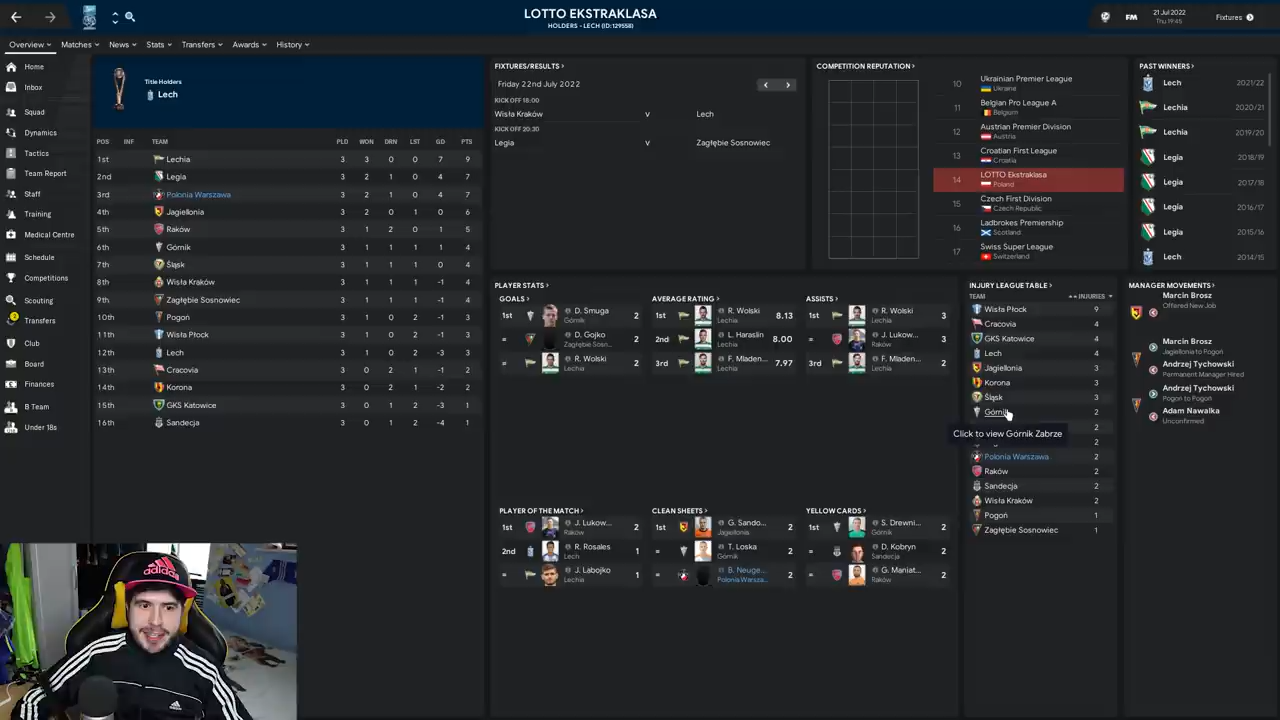 LOTTO EKSTRAKLASA
HOLDERS - LECH (ID:129558)
21 Jul 2022
Thu 19:45
FM
Fixtures
Overview
Matches
News
Stats
Transfers
Awards
History
Home
Inbox
Squad
Dynamics
Tactics
Team Report
Staff
Training
Medical Centre
Schedule
Competitions
Scouting
Transfers
Club
Board
Finances
B Team
Under 18s
Title Holders
Lech
POS INF TEAM PLD WON DRN LST GD PTS
1st Lechia 3 3 0 0 7 9
2nd Legia 3 2 1 0 4 7
3rd Polonia Warszawa 3 2 1 0 4 7
4th Jagiellonia 3 2 0 1 0 6
5th Raków 3 1 2 0 1 5
6th Górnik 3 1 1 1 1 4
7th Śląsk 3 1 1 1 0 4
8th Wisła Kraków 3 1 1 1 -1 4
9th Zagłębie Sosnowiec 3 1 1 1 -1 4
10th Pogoń 3 1 0 2 -1 3
11th Wisła Płock 3 1 0 2 -1 3
12th Lech 3 1 0 2 -3 3
13th Cracovia 3 0 2 1 -1 2
14th Korona 3 0 2 1 -2 2
15th GKS Katowice 3 0 1 2 -3 1
16th Sandecja 3 0 1 2 -4 1
FIXTURES/RESULTS
Friday 22nd July 2022
KICK OFF 18:00
Wisła Kraków v Lech
KICK OFF 20:30
Legia v Zagłębie Sosnowiec
COMPETITION REPUTATION
10 Ukrainian Premier League
Ukraine
11 Belgian Pro League A
Belgium
12 Austrian Premier Division
Austria
13 Croatian First League
Croatia
14 LOTTO Ekstraklasa
Poland
15 Czech First Division
Czech Republic
16 Ladbrokes Premiership
Scotland
17 Swiss Super League
Switzerland
PAST WINNERS
Lech 2021/22
Lechia 2020/21
Lechia 2019/20
Legia 2018/19
Legia 2017/18
Legia 2016/17
Legia 2015/16
Lech 2014/15
PLAYER STATS
GOALS
1st D. Smuga 2
Górnik
= D. Gojko 2
Zagłębie Sosn...
= R. Wolski 2
Lechia
AVERAGE RATING
1st R. Wolski 8.13
Lechia
2nd L. Haraslin 8.00
Lechia
3rd F. Mladen... 7.97
Lechia
ASSISTS
1st R. Wolski 3
Lechia
= J. Lukow... 3
Raków
3rd F. Mladen... 2
Lechia
PLAYER OF THE MATCH
1st J. Lukow... 2
Raków
2nd R. Rosales 1
Lech
= J. Labojko 1
Lechia
CLEAN SHEETS
1st G. Sando... 2
Jagiellonia
= T. Loska 2
Górnik
= B. Neuge... 2
Polonia Warsza...
YELLOW CARDS
1st S. Drewni... 2
Górnik
= D. Kobryn 2
Sandecja
= G. Maniat... 2
Raków
INJURY LEAGUE TABLE
TEAM INJURIES
Wisła Płock 9
Cracovia 4
GKS Katowice 4
Lech 4
Jagiellonia 3
Korona 3
Śląsk 3
Górnik 2
2
Click to view Górnik Zabrze
2
Polonia Warszawa 2
Raków 2
Sandecja 2
Wisła Kraków 2
Pogoń 1
Zagłębie Sosnowiec 1
MANAGER MOVEMENTS
Marcin Brosz
Offered New Job
Marcin Brosz
Jagiellonia to Pogon
Andrzej Tychowski
Permanent Manager Hired
Andrzej Tychowski
Pogon to Pogon
Adam Nawalka
Unconfirmed
adidas